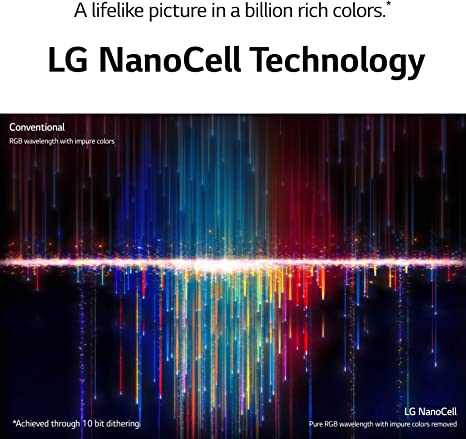 A lifelike picture in a billion rich colors.*
LG NanoCell Technology
Conventional
RGB wavelength with impure colors
LG NanoCell
*Achieved through 10 bit dithering.
Pure RGB wavelength with impure colors removed